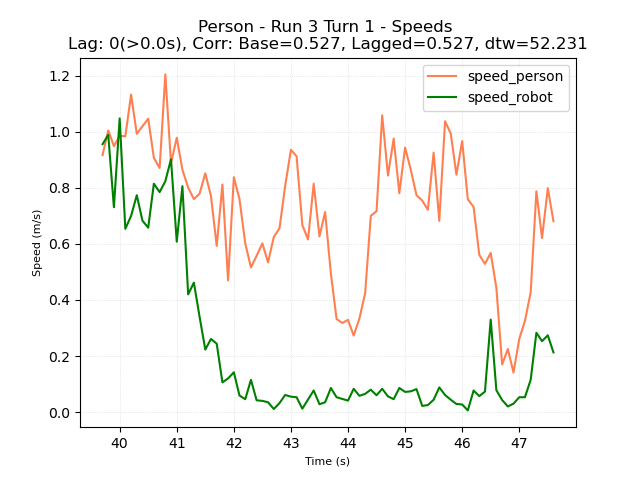 Person - Run 3 Turn 1 - Speeds
Lag: 0(>0.0s), Corr: Base=0.527, Lagged=0.527, dtw=52.231
speed_person
speed_robot
1.2
1.0
0.8
0.6
0.4
0.2
0.0
Speed (m/s)
40 41 42 43 44 45 46 47
Time (s)